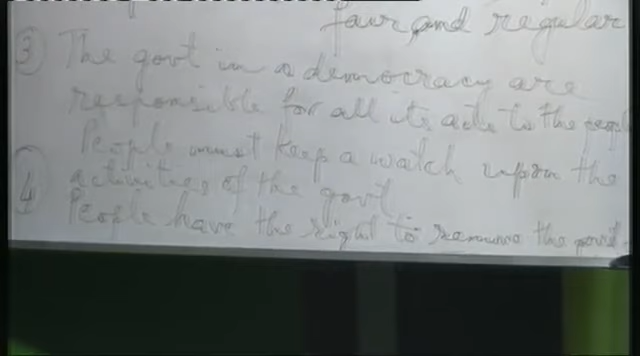 fair and regular
③ The govt in a democracy are
responsible for all its acts to the people
People must keep a watch upon the
activities of the govt.
④ People have the right to remove the govt